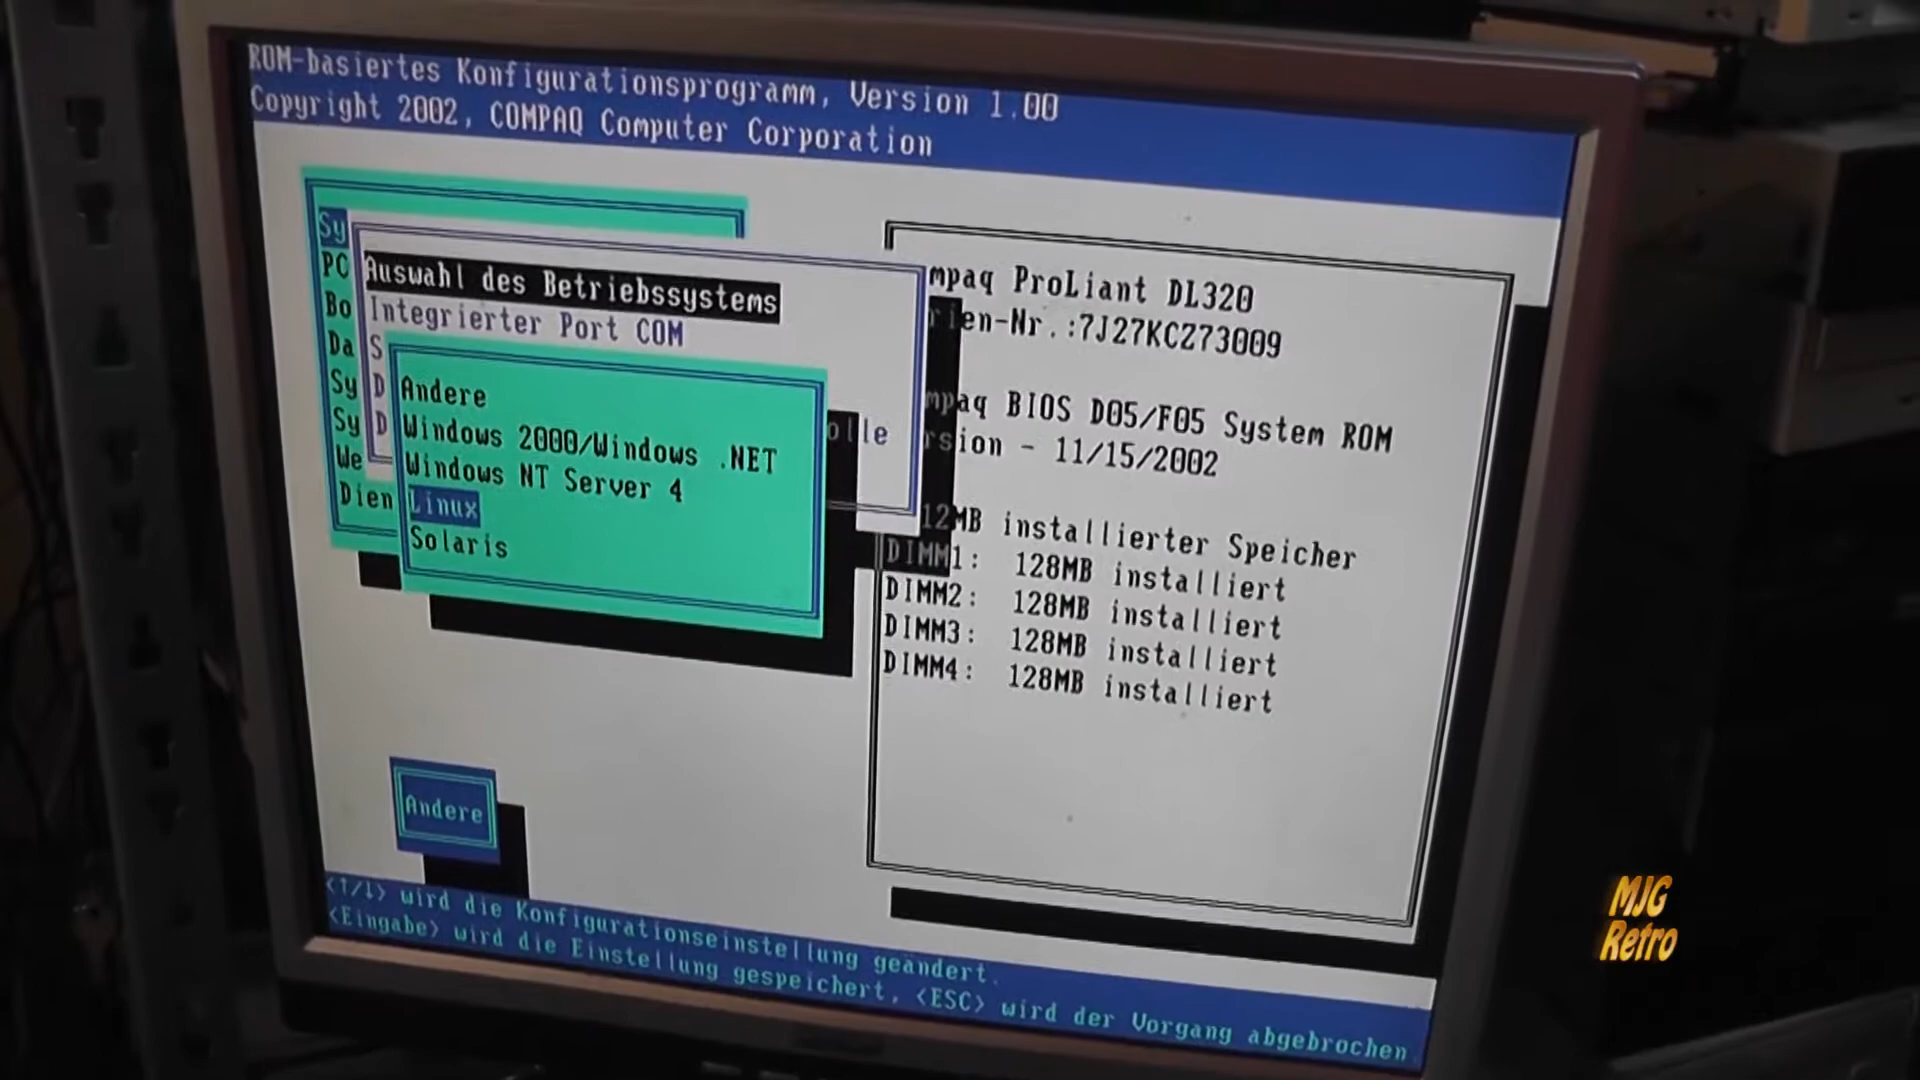 ROM-basiertes Konfigurationsprogramm, Version 1.00
Copyright 2002, COMPAQ Computer Corporation
Sy
PC
Bo
Da
Sy
Sy
We
Dien
Auswahl des Betriebssystems
Integrierter Port COM
S
D
D
olle
Andere
Windows 2000/Windows .NET
Windows NT Server 4
Linux
Solaris
mpaq ProLiant DL320
rien-Nr.:7J27KCZ73009
mpaq BIOS D05/F05 System ROM
rsion - 11/15/2002
12MB installierter Speicher
DIMM1: 128MB installiert
DIMM2: 128MB installiert
DIMM3: 128MB installiert
DIMM4: 128MB installiert
Andere
<↑/↓> wird die Konfigurationseinstellung geändert.
<Eingabe> wird die Einstellung gespeichert, <ESC> wird der Vorgang abgebrochen
MJG
Retro